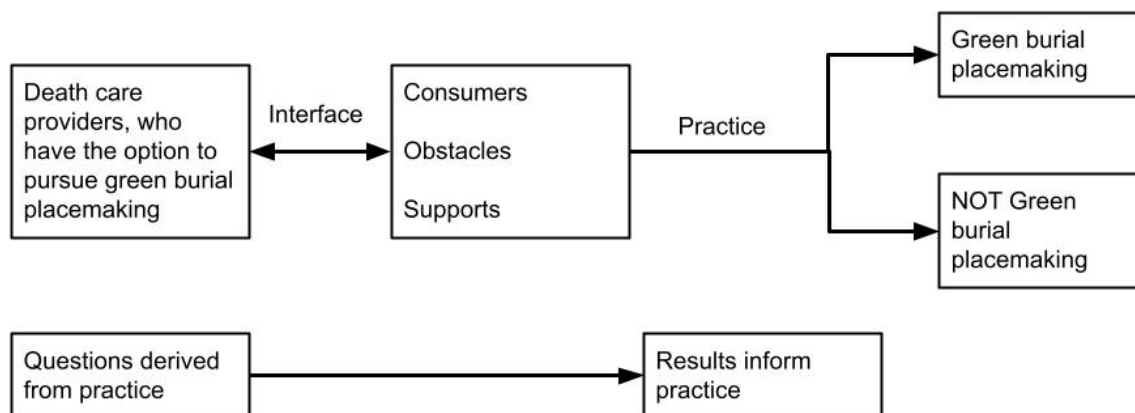 Death care
providers, who
have the option to
pursue green burial
placemaking
Interface
Consumers
Obstacles
Supports
Practice
Green burial
placemaking
NOT Green
burial
placemaking
Questions derived
from practice
Results inform
practice